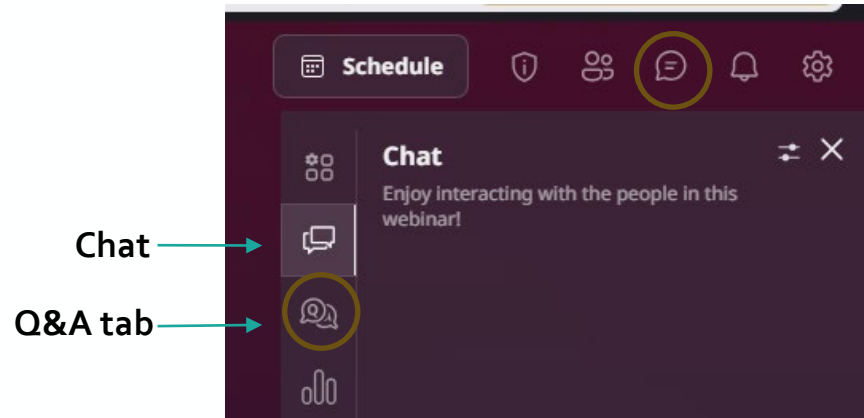 Schedule
Chat
Enjoy interacting with the people in this
webinar!
Chat
Q&A tab